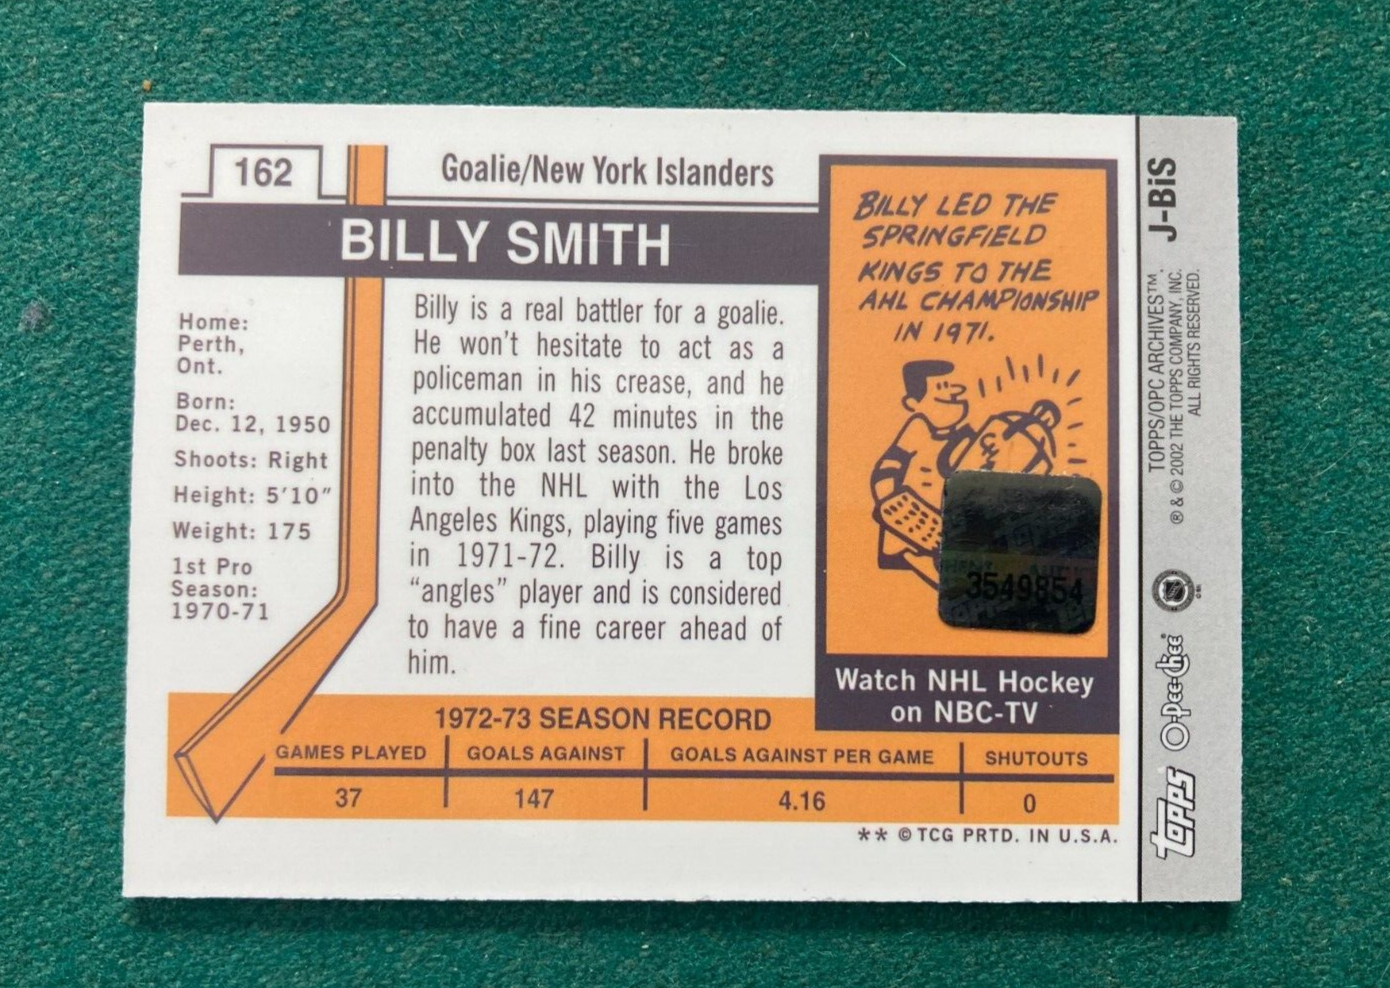 162
Goalie/New York Islanders
BILLY SMITH
Home:
Perth,
Ont.
Born:
Dec. 12, 1950
Shoots: Right
Height: 5'10"
Weight: 175
1st Pro
Season:
1970-71
Billy is a real battler for a goalie.
He won't hesitate to act as a
policeman in his crease, and he
accumulated 42 minutes in the
penalty box last season. He broke
into the NHL with the Los
Angeles Kings, playing five games
in 1971-72. Billy is a top
“angles” player and is considered
to have a fine career ahead of
him.
BILLY LED THE
SPRINGFIELD
KINGS TO THE
AHL CHAMPIONSHIP
IN 1971.
3549854
Watch NHL Hockey
on NBC-TV
1972-73 SEASON RECORD
GAMES PLAYED GOALS AGAINST GOALS AGAINST PER GAME SHUTOUTS
37 147 4.16 0
** © TCG PRTD. IN U.S.A.
J-BiS
TOPPS/OPC ARCHIVES™.
® & © 2002 THE TOPPS COMPANY, INC.
ALL RIGHTS RESERVED.
NHL
O-Pee-Chee
Topps